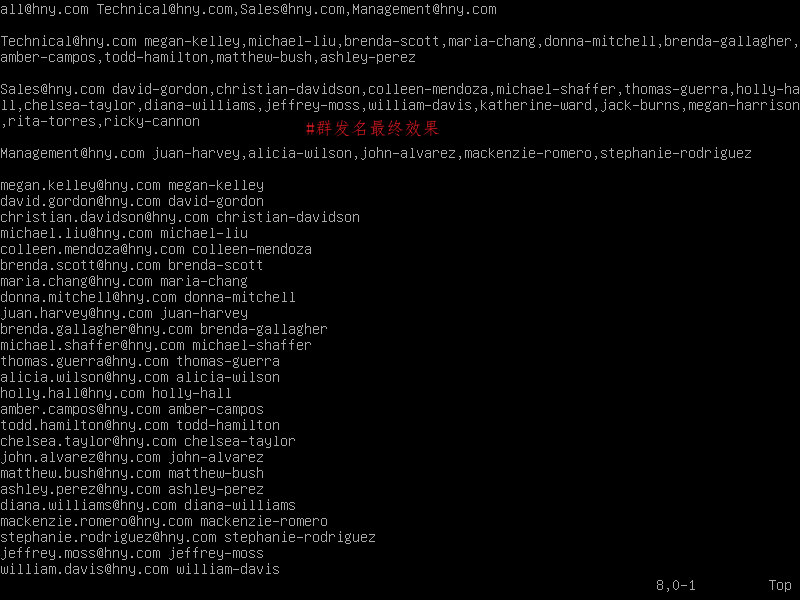 all@hny.com Technical@hny.com,Sales@hny.com,Management@hny.com
Technical@hny.com megan-kelley,michael-liu,brenda-scott,maria-chang,donna-mitchell,brenda-gallagher,
amber-campos,todd-hamilton,matthew-bush,ashley-perez
Sales@hny.com david-gordon,christian-davidson,colleen-mendoza,michael-shaffer,thomas-guerra,holly-ha
ll,chelsea-taylor,diana-williams,jeffrey-moss,william-davis,katherine-ward,jack-burns,megan-harrison
,rita-torres,ricky-cannon
#群发名最终效果
Management@hny.com juan-harvey,alicia-wilson,john-alvarez,mackenzie-romero,stephanie-rodriguez
megan.kelley@hny.com megan-kelley
david.gordon@hny.com david-gordon
christian.davidson@hny.com christian-davidson
michael.liu@hny.com michael-liu
colleen.mendoza@hny.com colleen-mendoza
brenda.scott@hny.com brenda-scott
maria.chang@hny.com maria-chang
donna.mitchell@hny.com donna-mitchell
juan.harvey@hny.com juan-harvey
brenda.gallagher@hny.com brenda-gallagher
michael.shaffer@hny.com michael-shaffer
thomas.guerra@hny.com thomas-guerra
alicia.wilson@hny.com alicia-wilson
holly.hall@hny.com holly-hall
amber.campos@hny.com amber-campos
todd.hamilton@hny.com todd-hamilton
chelsea.taylor@hny.com chelsea-taylor
john.alvarez@hny.com john-alvarez
matthew.bush@hny.com matthew-bush
ashley.perez@hny.com ashley-perez
diana.williams@hny.com diana-williams
mackenzie.romero@hny.com mackenzie-romero
stephanie.rodriguez@hny.com stephanie-rodriguez
jeffrey.moss@hny.com jeffrey-moss
william.davis@hny.com william-davis
8,0-1 Top